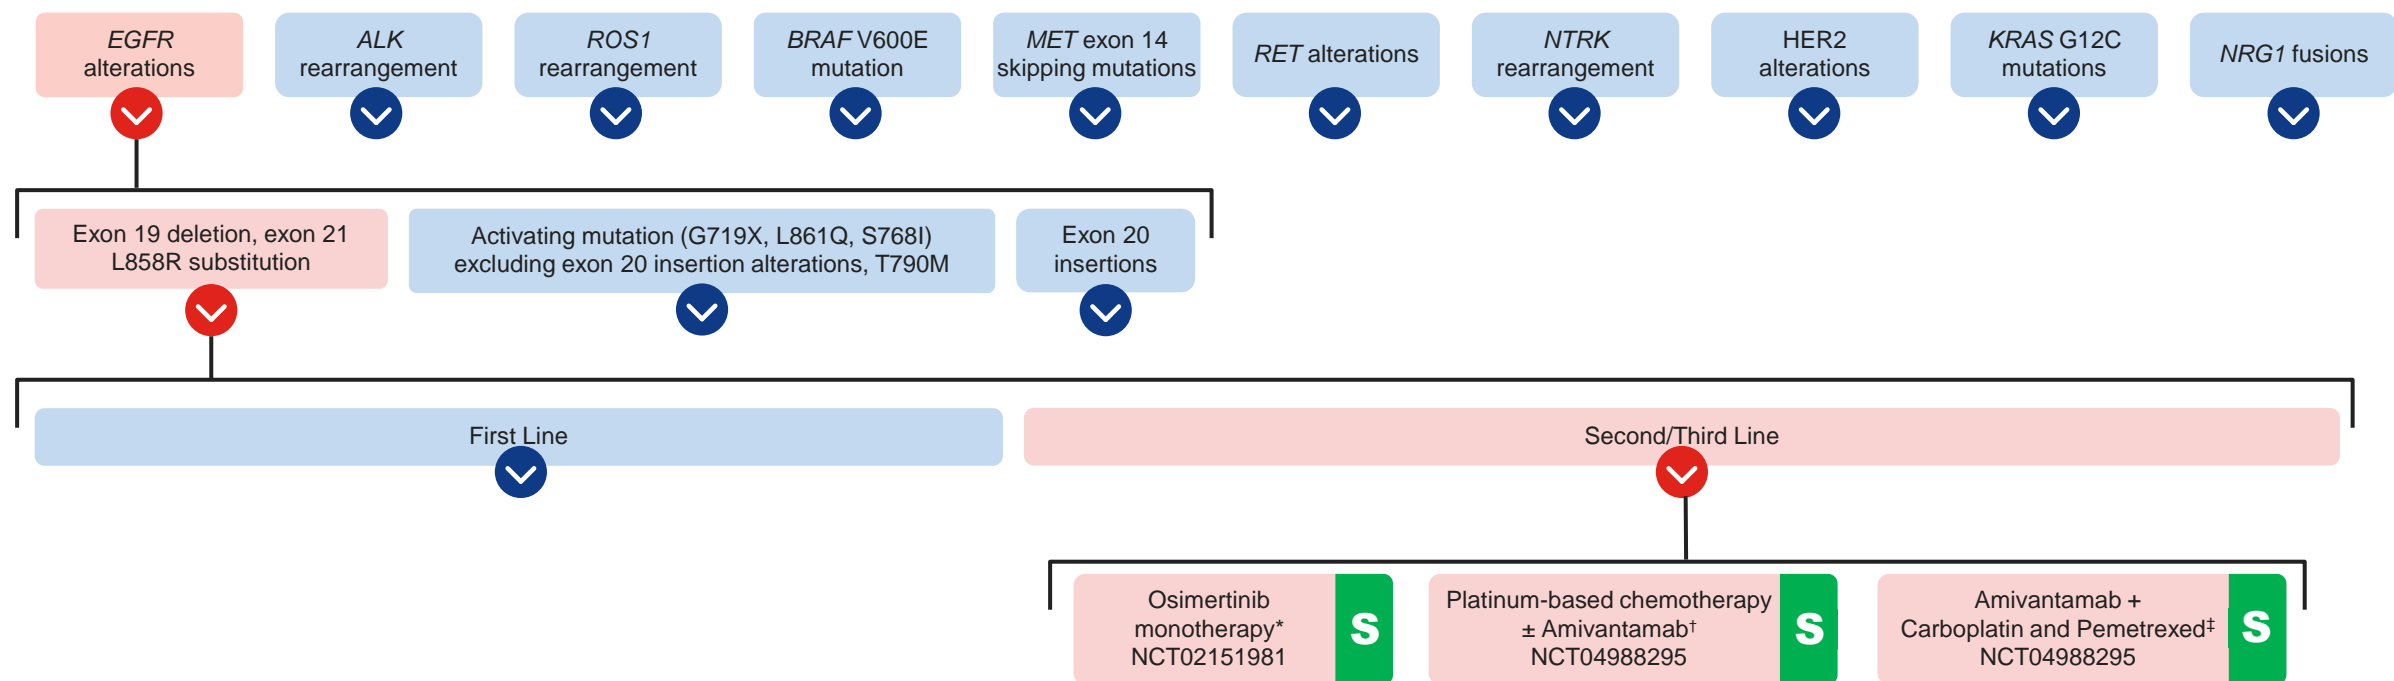 EGFR
alterations
ALK
rearrangement
ROS1
rearrangement
BRAF V600E
mutation
MET exon 14
skipping mutations
RET alterations
NTRK
rearrangement
HER2
alterations
KRAS G12C
mutations
NRG1 fusions
Exon 19 deletion, exon 21
L858R substitution
Activating mutation (G719X, L861Q, S768I)
excluding exon 20 insertion alterations, T790M
Exon 20
insertions
First Line
Second/Third Line
Osimertinib
monotherapy*
NCT02151981
S
Platinum-based chemotherapy
± Amivantamab†
NCT04988295
S
Amivantamab +
Carboplatin and Pemetrexed‡
NCT04988295
S